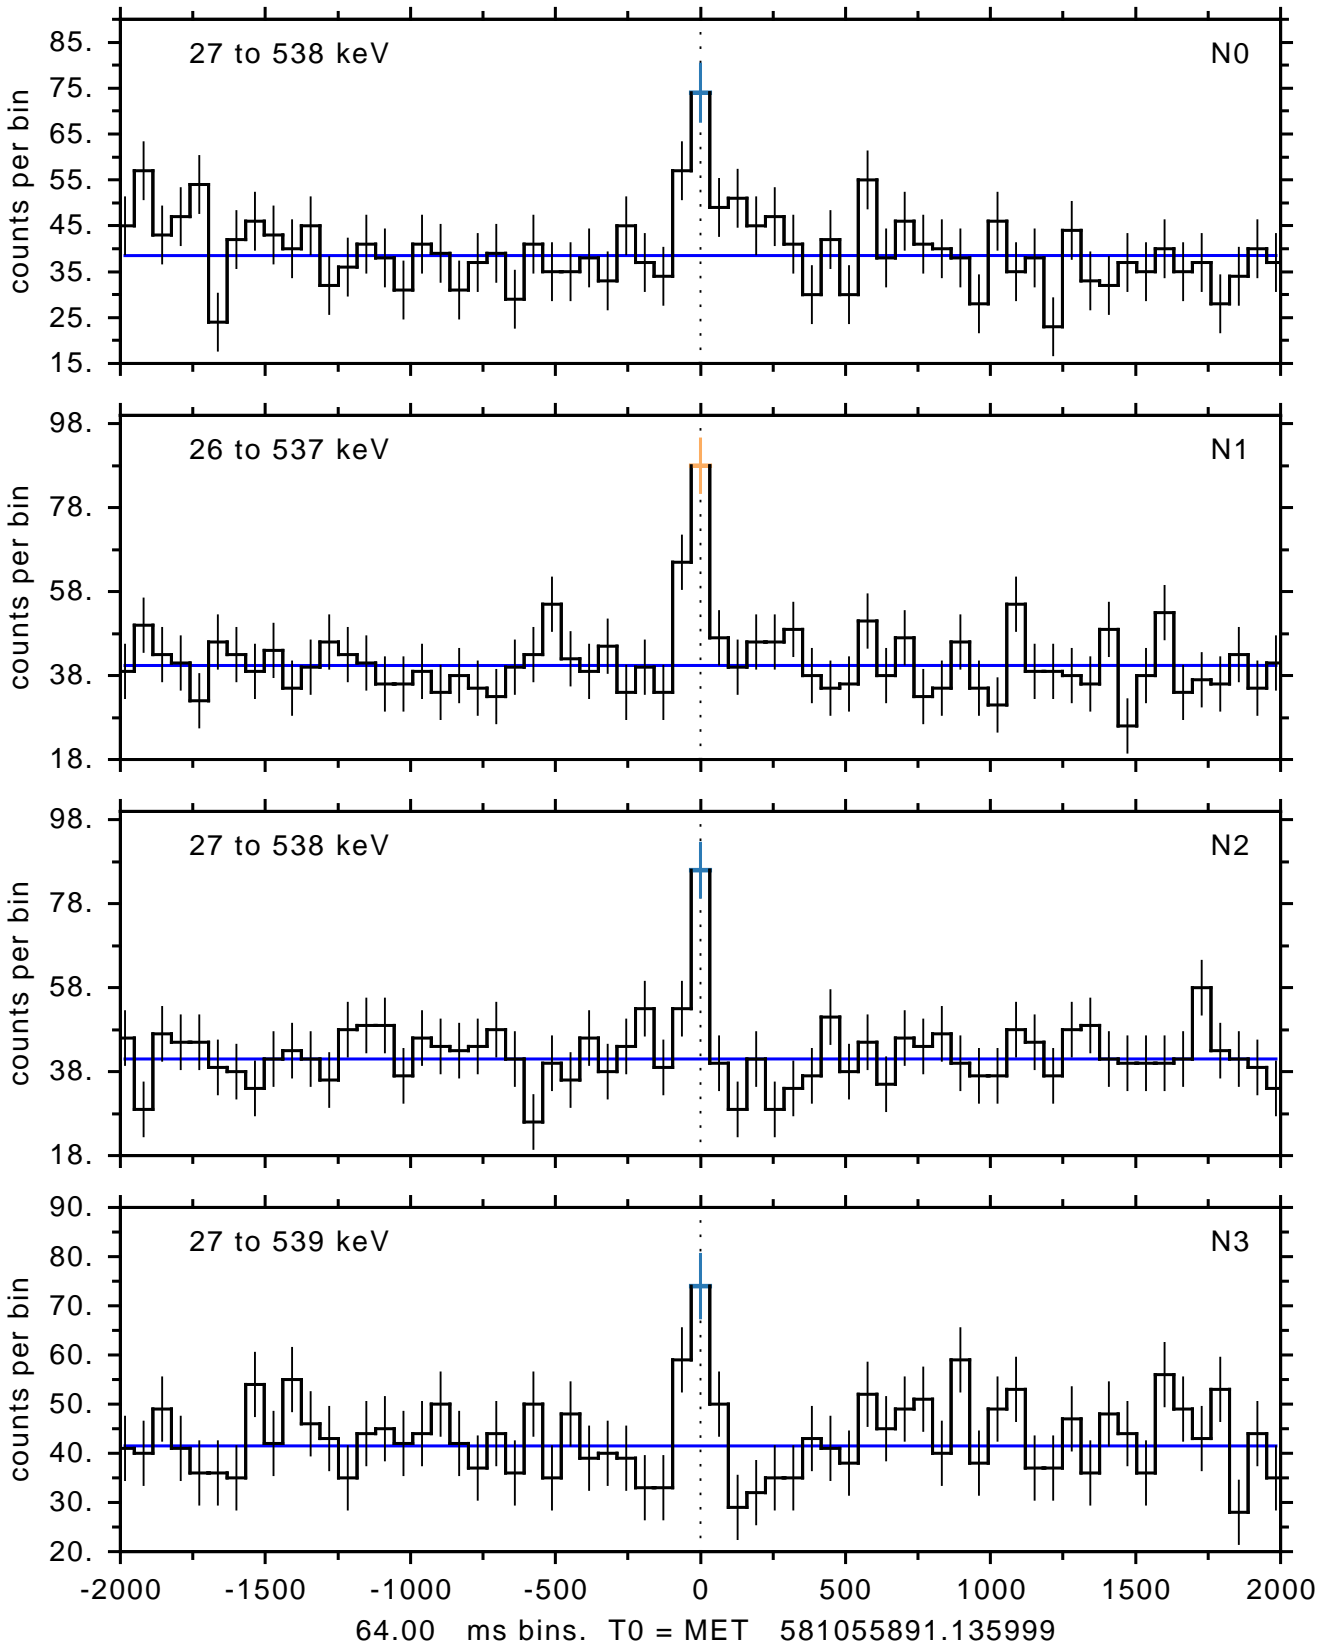 27 to 538 keV N0
85.
75.
65.
55.
45.
35.
25.
15.
counts per bin
26 to 537 keV N1
98.
78.
58.
38.
18.
counts per bin
27 to 538 keV N2
98.
78.
58.
38.
18.
counts per bin
27 to 539 keV N3
90.
80.
70.
60.
50.
40.
30.
20.
counts per bin
-2000 -1500 -1000 -500 0 500 1000 1500 2000
64.00 ms bins. T0 = MET 581055891.135999